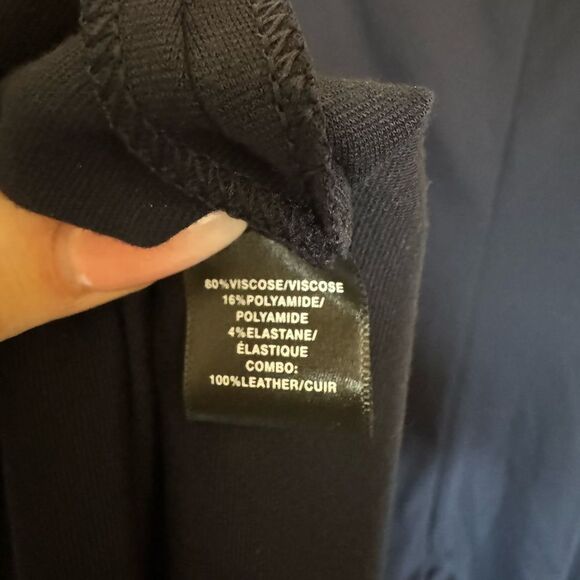 80%VISCOSE/VISCOSE
16%POLYAMIDE/
POLYAMIDE
4%ELASTANE/
ÉLASTIQUE
COMBO:
100%LEATHER/CUIR